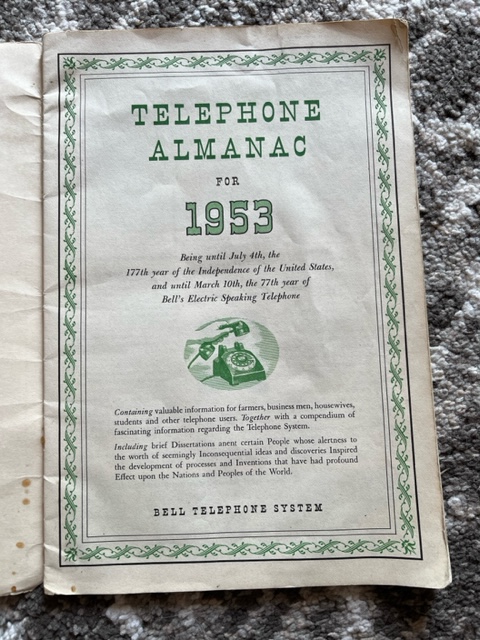 TELEPHONE
ALMANAC
FOR
1953
Being until July 4th, the
177th year of the Independence of the United States,
and until March 10th, the 77th year of
Bell's Electric Speaking Telephone
Containing valuable information for farmers, business men, housewives,
students and other telephone users. Together with a compendium of
fascinating information regarding the Telephone System.
Including brief Dissertations anent certain People whose alertness to
the worth of seemingly Inconsequential ideas and discoveries Inspired
the development of processes and Inventions that have had profound
Effect upon the Nations and Peoples of the World.
BELL TELEPHONE SYSTEM